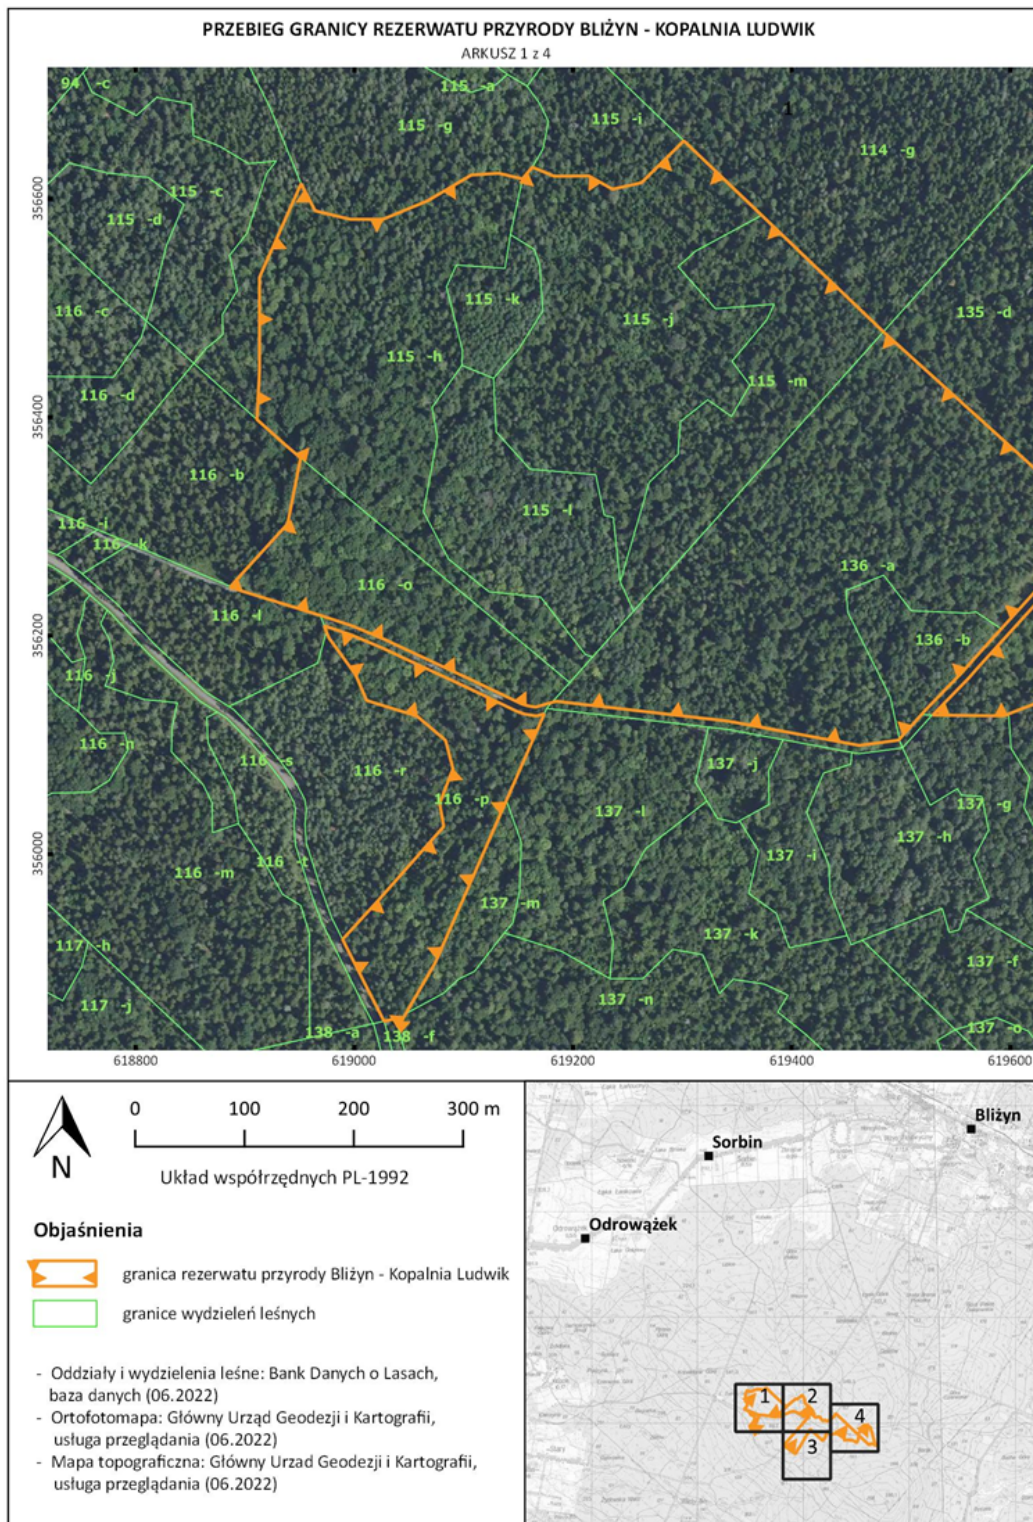 PRZEBIEG GRANICY REZERWATU PRZYRODY BLIŻYN - KOPALNIA LUDWIK
ARKUSZ 1 z 4
94 -c
115 -a
115 -g
115 -i
1
114 -g
115 -c
115 -d
116 -c
115 -k
115 -j
135 -d
115 -h
115 -m
116 -d
116 -b
115 -l
116 -i
116 -k
116 -o
136 -a
116 -l
136 -b
116 -j
116 -n
116 -s
116 -r
137 -j
116 -p
137 -l
137 -g
137 -h
116 -t
137 -i
116 -m
137 -m
137 -k
117 -h
137 -f
117 -j
137 -n
138 -a
138 -f
137 -o
356600
356400
356200
356000
618800
619000
619200
619400
619600
0 100 200 300 m
N
Układ współrzędnych PL-1992
Objaśnienia
granica rezerwatu przyrody Bliżyn - Kopalnia Ludwik
granice wydzieleń leśnych
- Oddziały i wydzielenia leśne: Bank Danych o Lasach,
baza danych (06.2022)
- Ortofotomapa: Główny Urząd Geodezji i Kartografii,
usługa przeglądania (06.2022)
- Mapa topograficzna: Główny Urzad Geodezji i Kartografii,
usługa przeglądania (06.2022)
Bliżyn
Sorbin
Odrowążek
1
2
4
3